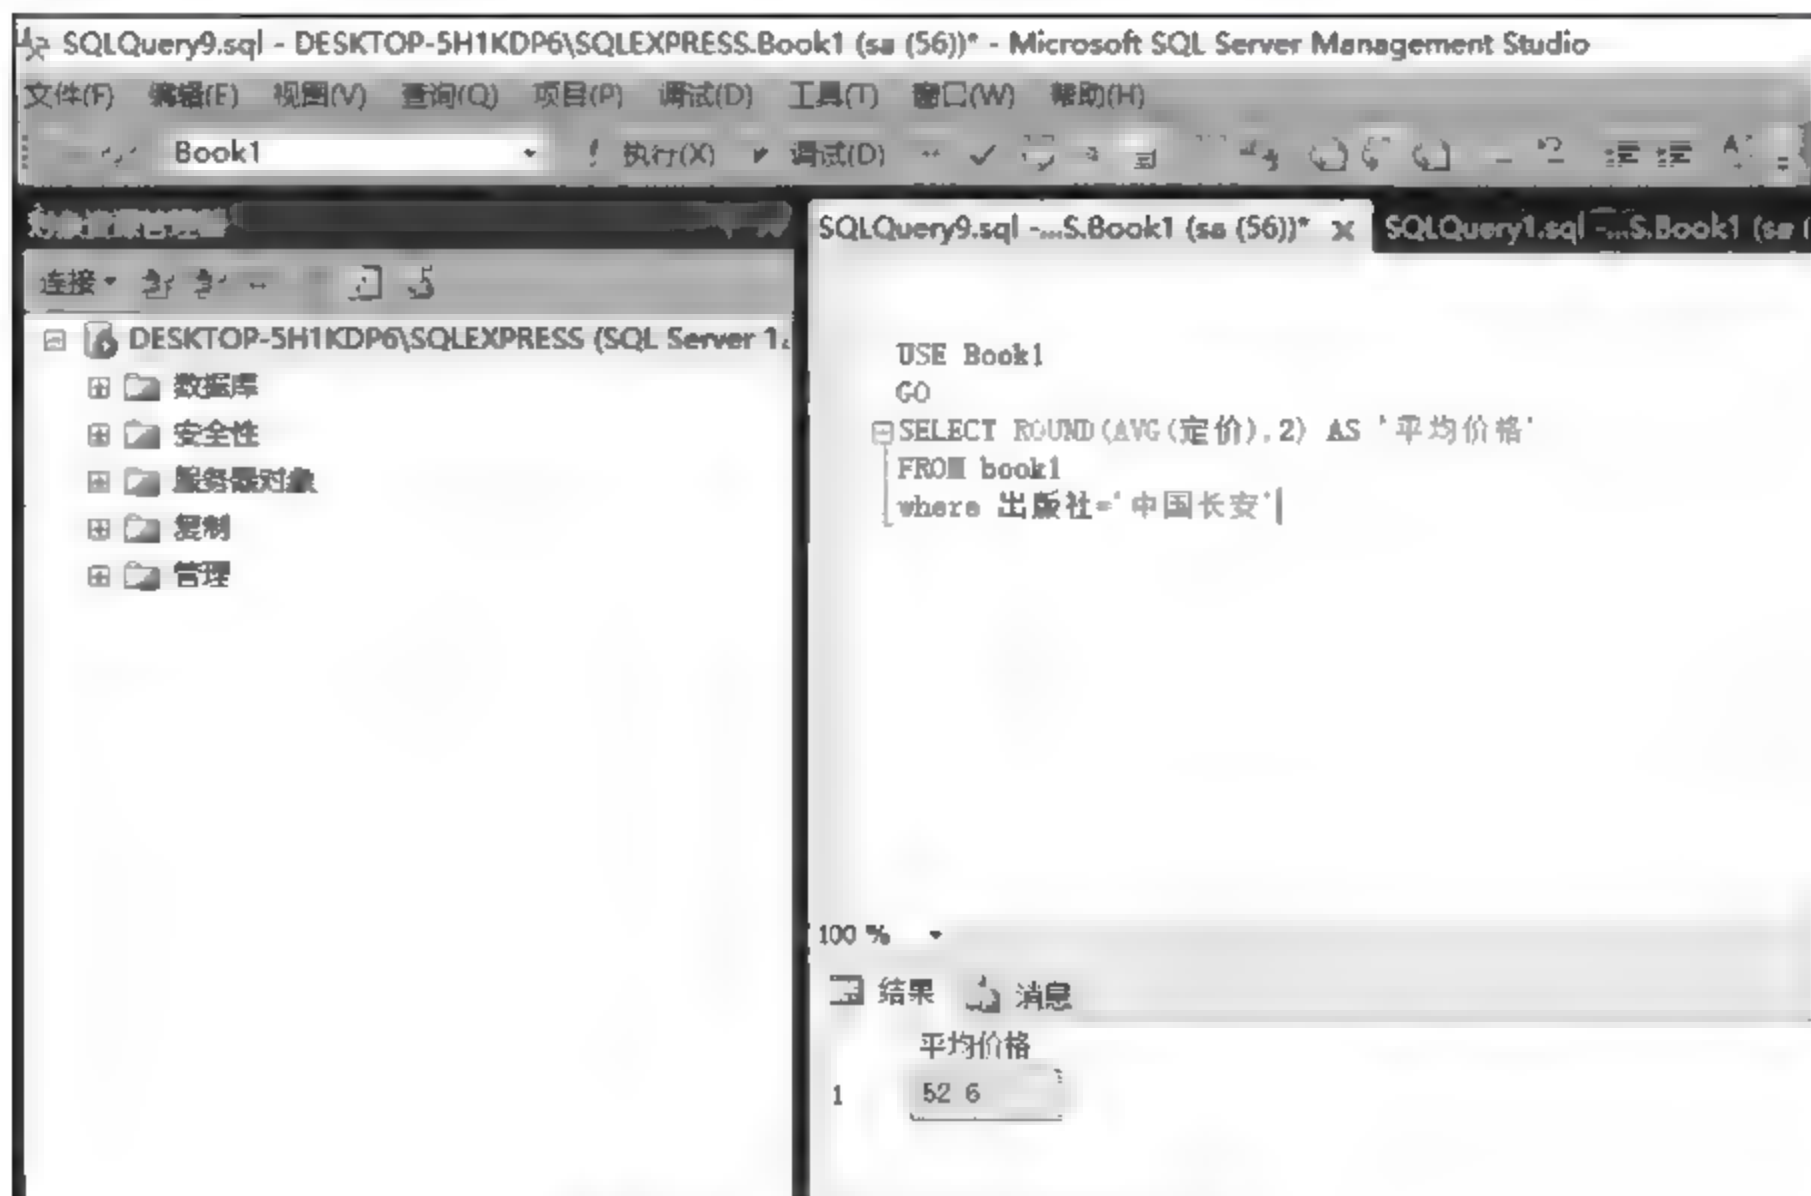 SQLQuery9.sql - DESKTOP-5H1KDP6\SQLEXPRESS.Book1 (sa (56))* - Microsoft SQL Server Management Studio
文件(F) 编辑(E) 视图(V) 查询(Q) 项目(P) 调试(D) 工具(T) 窗口(W) 帮助(H)
Book1 ! 执行(X) 调试(D)
SQLQuery9.sql -...S.Book1 (sa (56))* x SQLQuery1.sql -...S.Book1 (sa (
连接
DESKTOP-5H1KDP6\SQLEXPRESS (SQL Server 1
数据库
安全性
服务器对象
复制
管理
USE Book1
GO
SELECT ROUND(AVG(定价),2) AS '平均价格'
FROM book1
where 出版社='中国长安'
100 %
结果 消息
平均价格
1 52 6